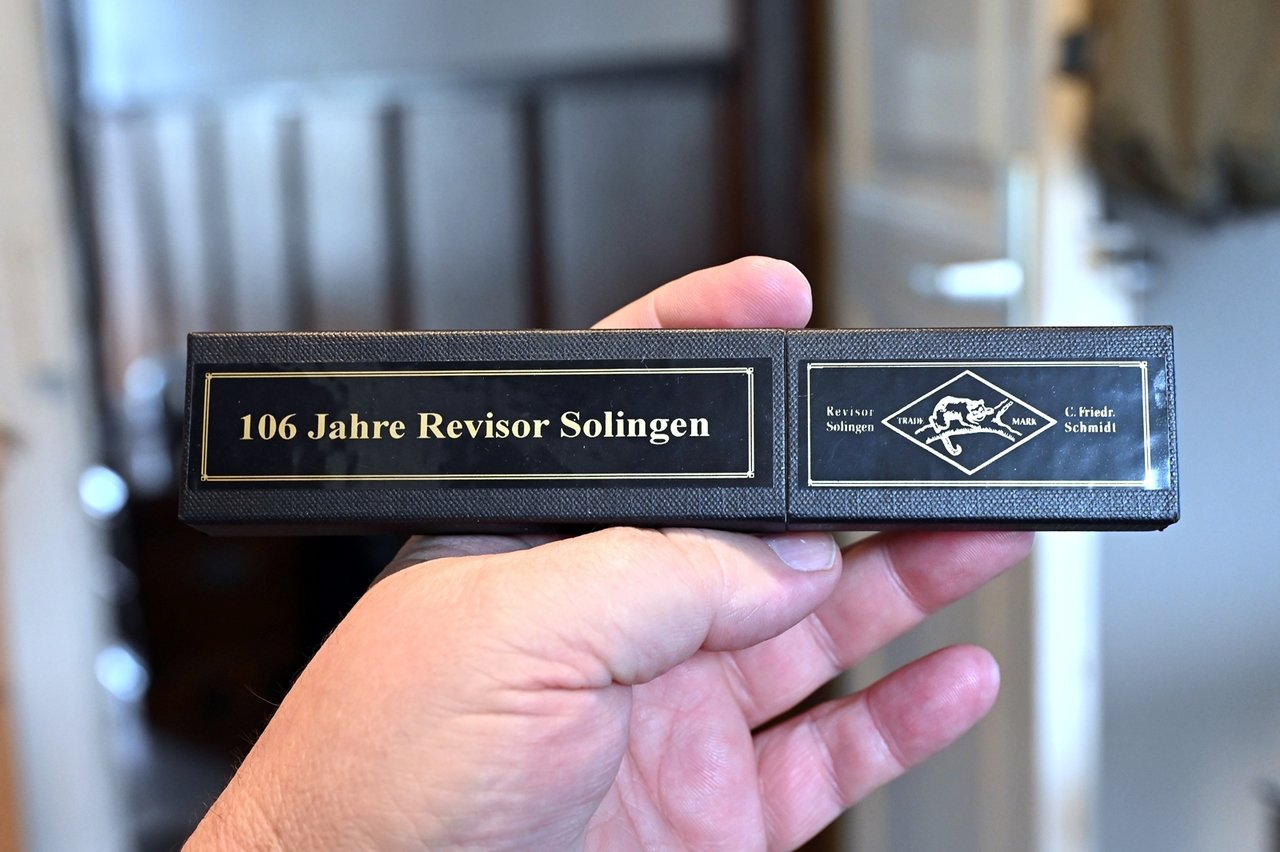 106 Jahre Revisor Solingen
Revisor
Solingen
TRADE MARK
C. Friedr.
Schmidt